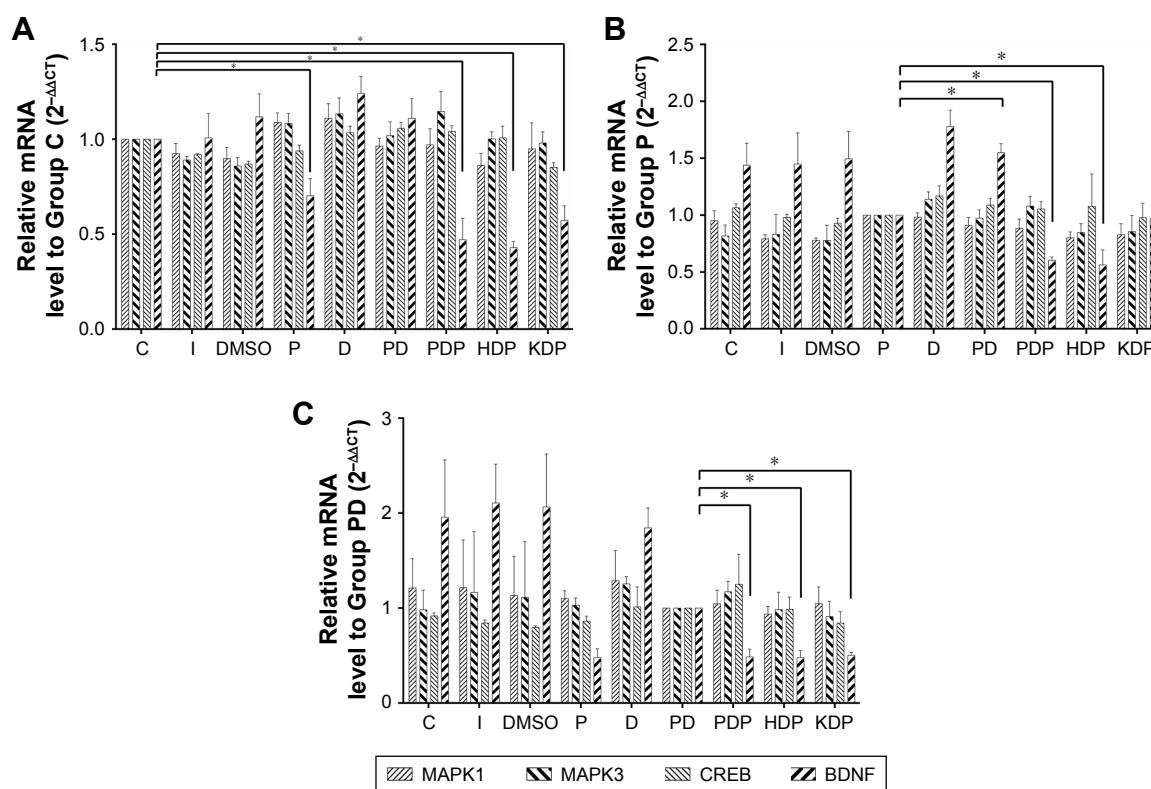 A
Relative mRNA
level to Group C (2−ΔΔCT)
1.5
1.0
0.5
0.0
* * * *
C I DMSO P D PD PDP HDP KDP
B
Relative mRNA
level to Group P (2−ΔΔCT)
2.5
2.0
1.5
1.0
0.5
0.0
* * *
C I DMSO P D PD PDP HDP KDP
C
Relative mRNA
level to Group PD (2−ΔΔCT)
3
2
1
0
* * *
C I DMSO P D PD PDP HDP KDP
MAPK1 MAPK3 CREB BDNF